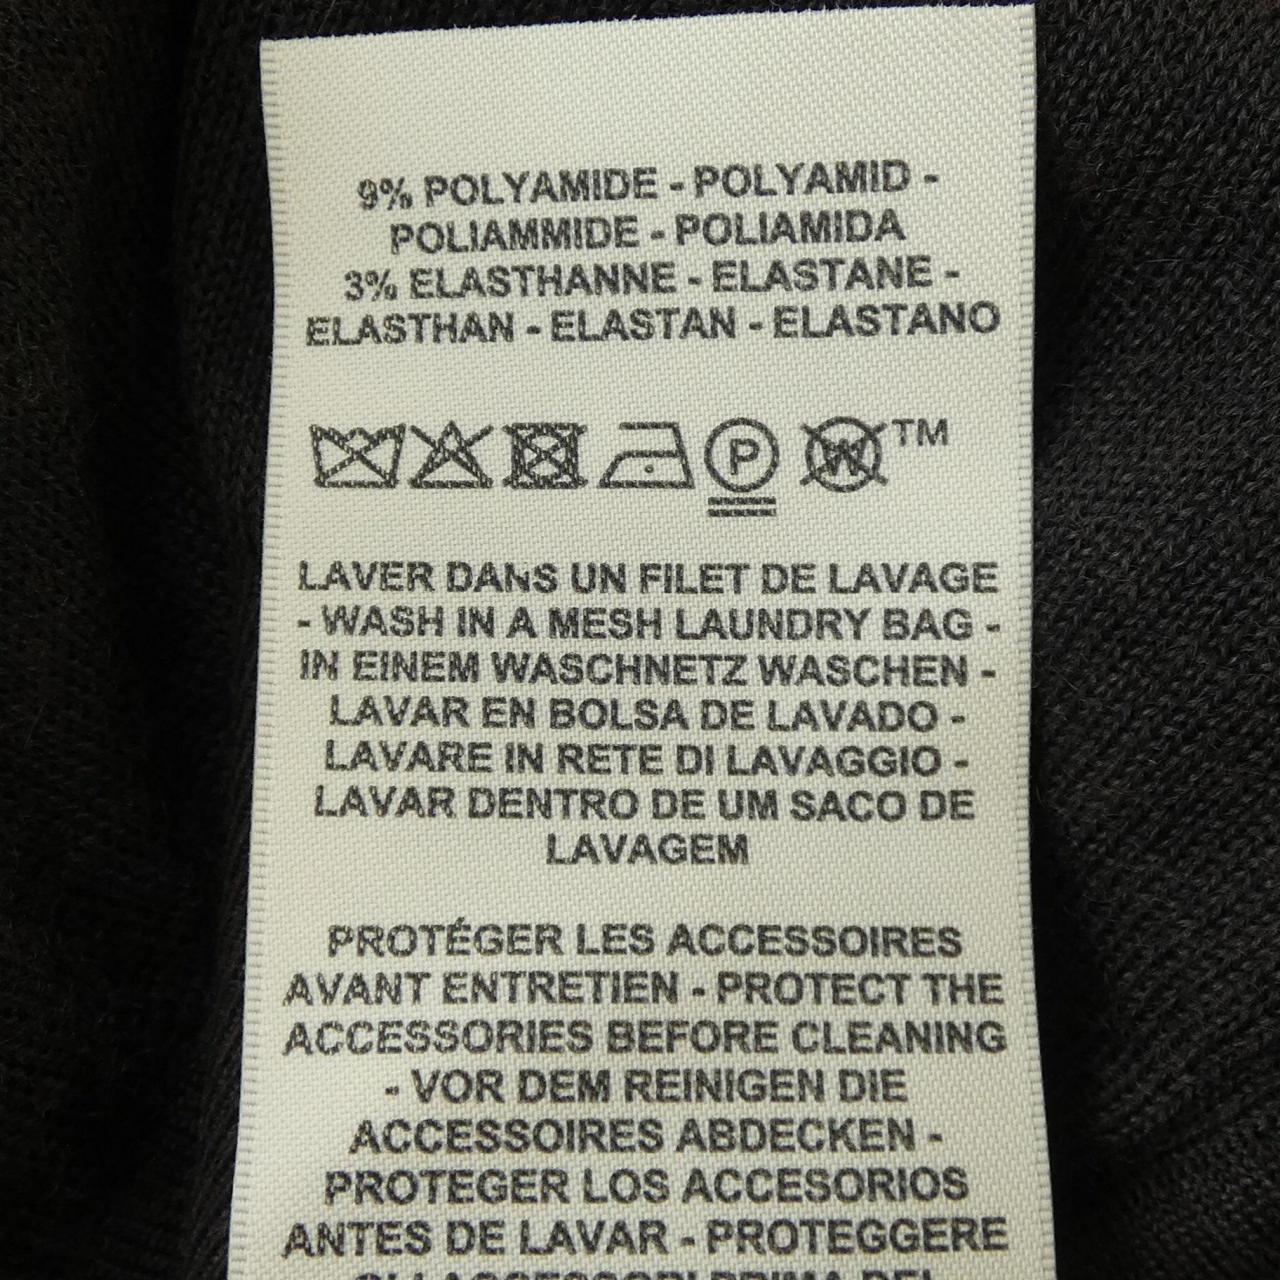 9% POLYAMIDE - POLYAMID -
POLIAMMIDE - POLIAMIDA
3% ELASTHANNE - ELASTANE -
ELASTHAN - ELASTAN - ELASTANO
P W TM
LAVER DANS UN FILET DE LAVAGE
- WASH IN A MESH LAUNDRY BAG -
IN EINEM WASCHNETZ WASCHEN -
LAVAR EN BOLSA DE LAVADO -
LAVARE IN RETE DI LAVAGGIO -
LAVAR DENTRO DE UM SACO DE
LAVAGEM
PROTÉGER LES ACCESSOIRES
AVANT ENTRETIEN - PROTECT THE
ACCESSORIES BEFORE CLEANING
- VOR DEM REINIGEN DIE
ACCESSOIRES ABDECKEN -
PROTEGER LOS ACCESORIOS
ANTES DE LAVAR - PROTEGGERE